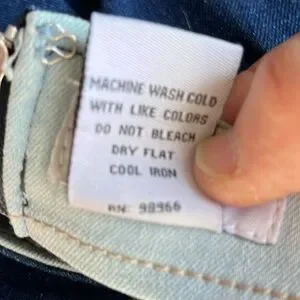 MACHINE WASH COLD
WITH LIKE COLORS
DO NOT BLEACH
DRY FLAT
COOL IRON
RN: 98966